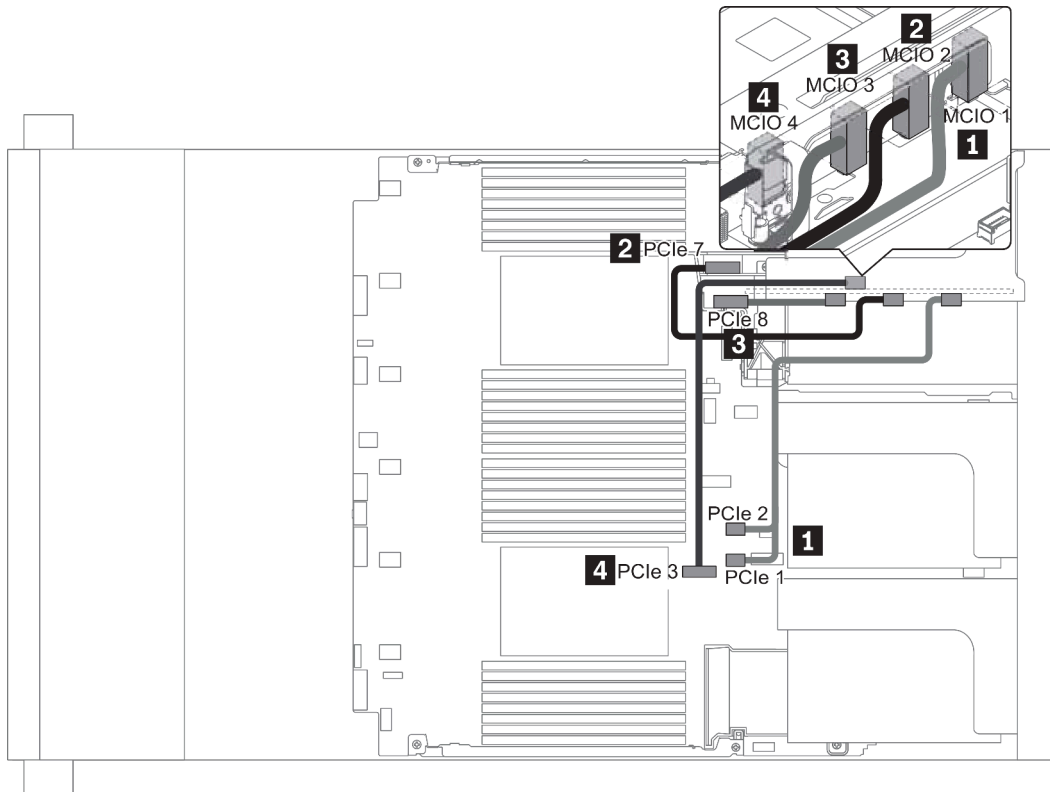 2
MCIO 2
3
MCIO 3
4
MCIO 4
MCIO 1
1
2 PCIe 7
PCIe 8
3
PCIe 2
1
4 PCIe 3
PCIe 1